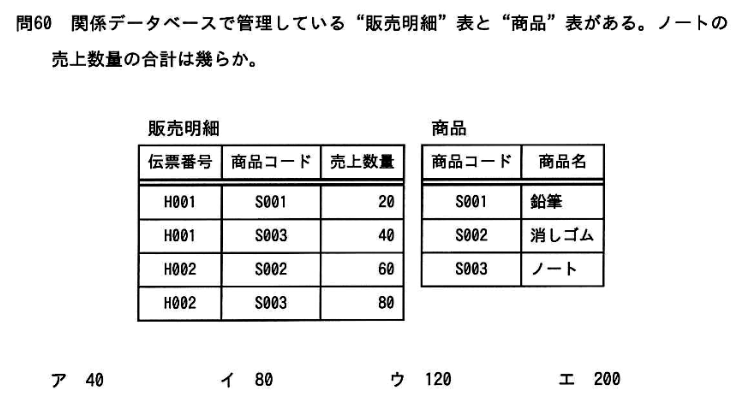 問60 関係データベースで管理している“販売明細”表と“商品”表がある。ノートの
売上数量の合計は幾らか。
販売明細
伝票番号 商品コード 売上数量
H001 S001 20
H001 S003 40
H002 S002 60
H002 S003 80
商品
商品コード 商品名
S001 鉛筆
S002 消しゴム
S003 ノート
ア 40 イ 80 ウ 120 エ 200